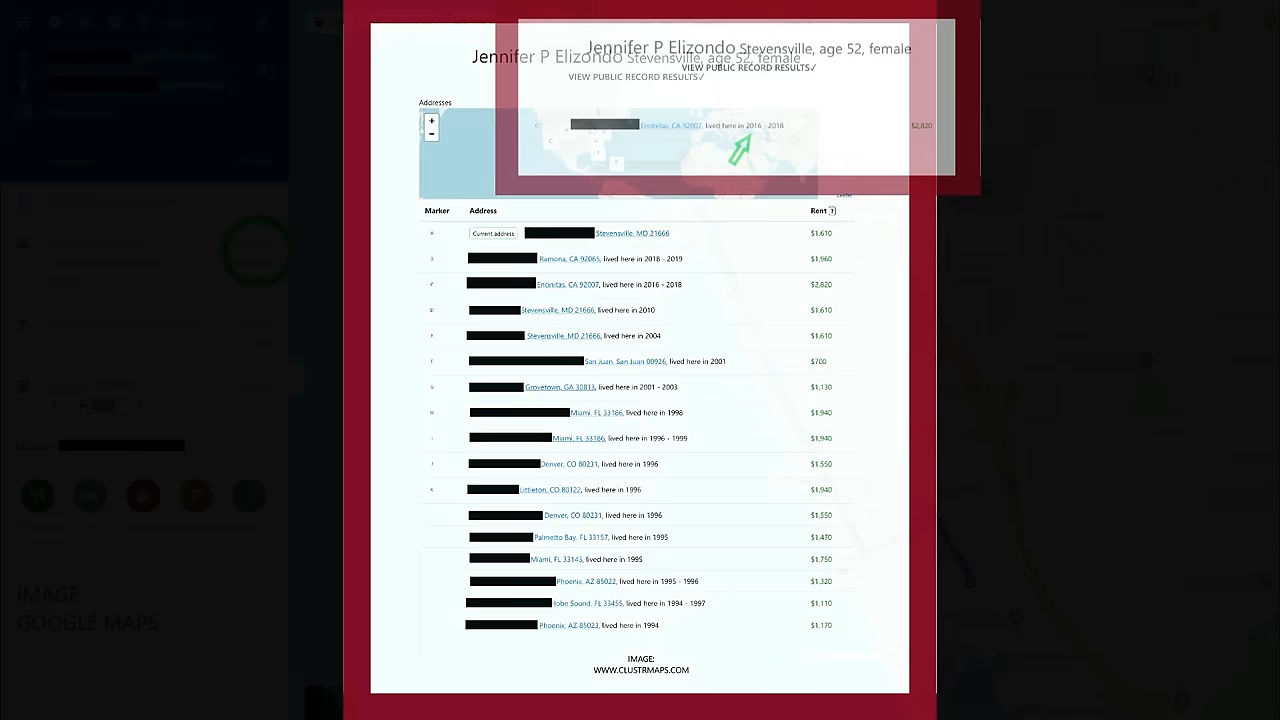 Jennifer P Elizondo Stevensville, age 52, female
VIEW PUBLIC RECORD RESULTS✓
Jennifer P Elizondo Stevensville, age 52, female
VIEW PUBLIC RECORD RESULTS✓
Addresses
+
−
C Encinitas, CA 92007, lived here in 2016 - 2018 $2,820
Marker Address Rent ?
A Current address Stevensville, MD 21666 $1,610
Ramona, CA 92065, lived here in 2018 - 2019 $1,960
C Encinitas, CA 92007, lived here in 2016 - 2018 $2,820
D Stevensville, MD 21666, lived here in 2010 $1,610
Stevensville, MD 21666, lived here in 2004 $1,610
F San Juan, San Juan 00926, lived here in 2001 $700
G Grovetown, GA 30813, lived here in 2001 - 2003 $1,130
H Miami, FL 33186, lived here in 1998 $1,940
I Miami, FL 33186, lived here in 1996 - 1999 $1,940
J Denver, CO 80231, lived here in 1996 $1,550
K Littleton, CO 80122, lived here in 1996 $1,940
Denver, CO 80231, lived here in 1996 $1,550
Palmetto Bay, FL 33157, lived here in 1995 $1,470
Miami, FL 33143, lived here in 1995 $1,750
Phoenix, AZ 85022, lived here in 1995 - 1996 $1,320
Hobe Sound, FL 33455, lived here in 1994 - 1997 $1,110
Phoenix, AZ 85023, lived here in 1994 $1,170
IMAGE:
WWW.CLUSTRMAPS.COM
IMAGE
GOOGLE MAPS